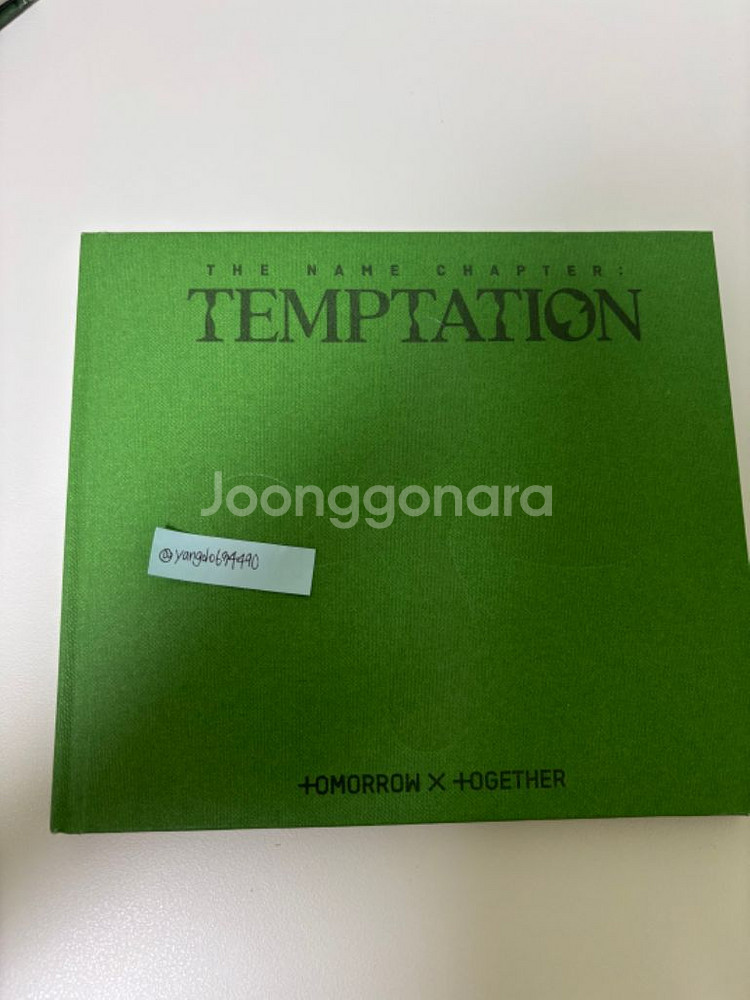 THE NAME CHAPTER:
TEMPTATION
Joonggonara
@yangdo694490
TOMORROW X TOGETHER